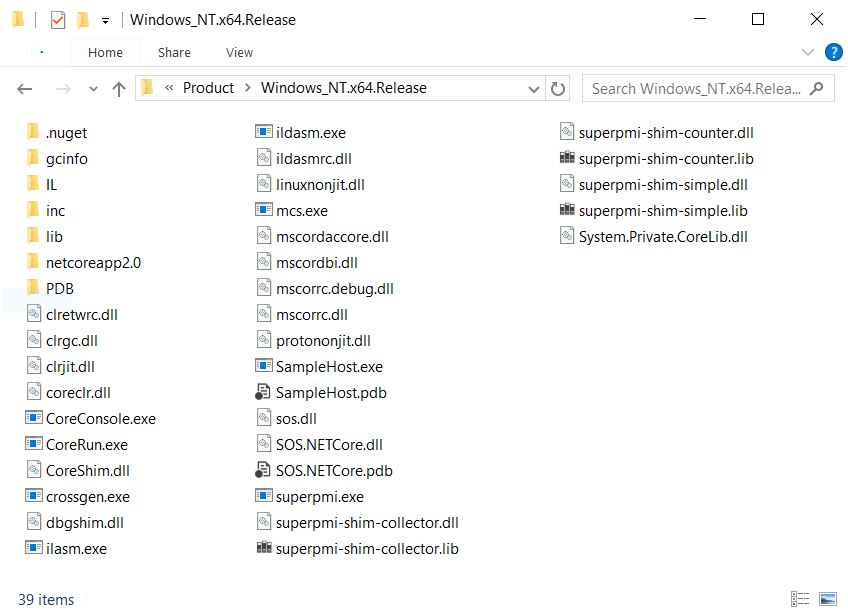 Windows_NT.x64.Release
Home Share View
« Product > Windows_NT.x64.Release
Search Windows_NT.x64.Relea...
.nuget
gcinfo
IL
inc
lib
netcoreapp2.0
PDB
clretwrc.dll
clrgc.dll
clrjit.dll
coreclr.dll
CoreConsole.exe
CoreRun.exe
CoreShim.dll
crossgen.exe
dbgshim.dll
ilasm.exe
ildasm.exe
ildasmrc.dll
linuxnonjit.dll
mcs.exe
mscordaccore.dll
mscordbi.dll
mscorrc.debug.dll
mscorrc.dll
protononjit.dll
SampleHost.exe
SampleHost.pdb
sos.dll
SOS.NETCore.dll
SOS.NETCore.pdb
superpmi.exe
superpmi-shim-collector.dll
superpmi-shim-collector.lib
superpmi-shim-counter.dll
superpmi-shim-counter.lib
superpmi-shim-simple.dll
superpmi-shim-simple.lib
System.Private.CoreLib.dll
39 items